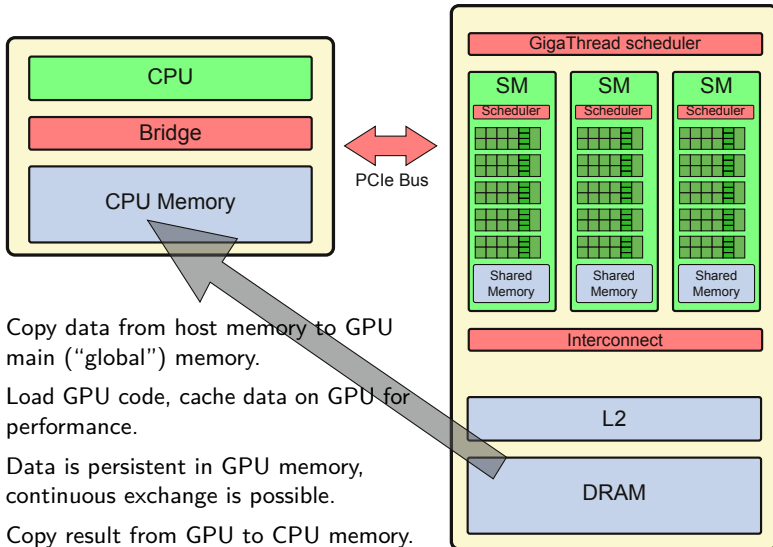 CPU
Bridge
CPU Memory
PCIe Bus
GigaThread scheduler
SM
Scheduler
Shared
Memory
SM
Scheduler
Shared
Memory
SM
Scheduler
Shared
Memory
Interconnect
L2
DRAM
Copy data from host memory to GPU
main (“global”) memory.
Load GPU code, cache data on GPU for
performance.
Data is persistent in GPU memory,
continuous exchange is possible.
Copy result from GPU to CPU memory.